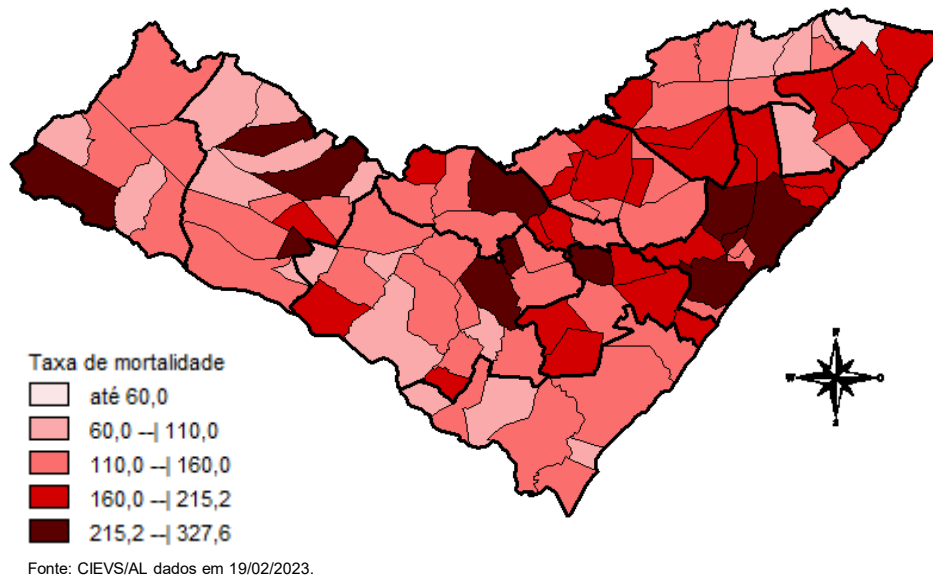 N
W
O
S
Taxa de mortalidade
até 60,0
60,0 --| 110,0
110,0 --| 160,0
160,0 --| 215,2
215,2 --| 327,6
Fonte: CIEVS/AL dados em 19/02/2023.